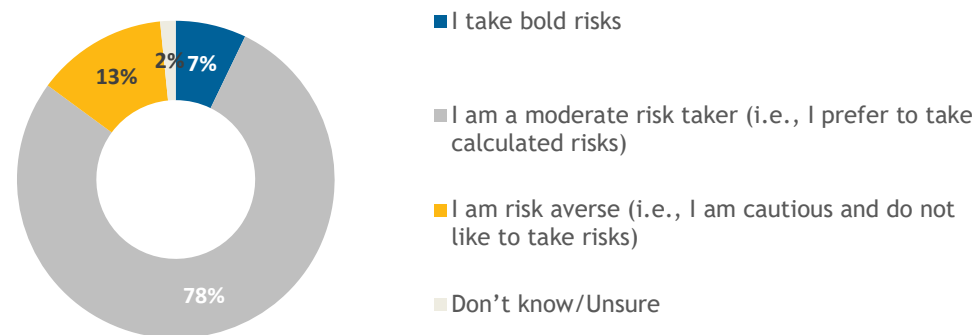 I take bold risks
2%
7%
13%
I am a moderate risk taker (i.e., I prefer to take
calculated risks)
I am risk averse (i.e., I am cautious and do not
like to take risks)
78%
Don’t know/Unsure